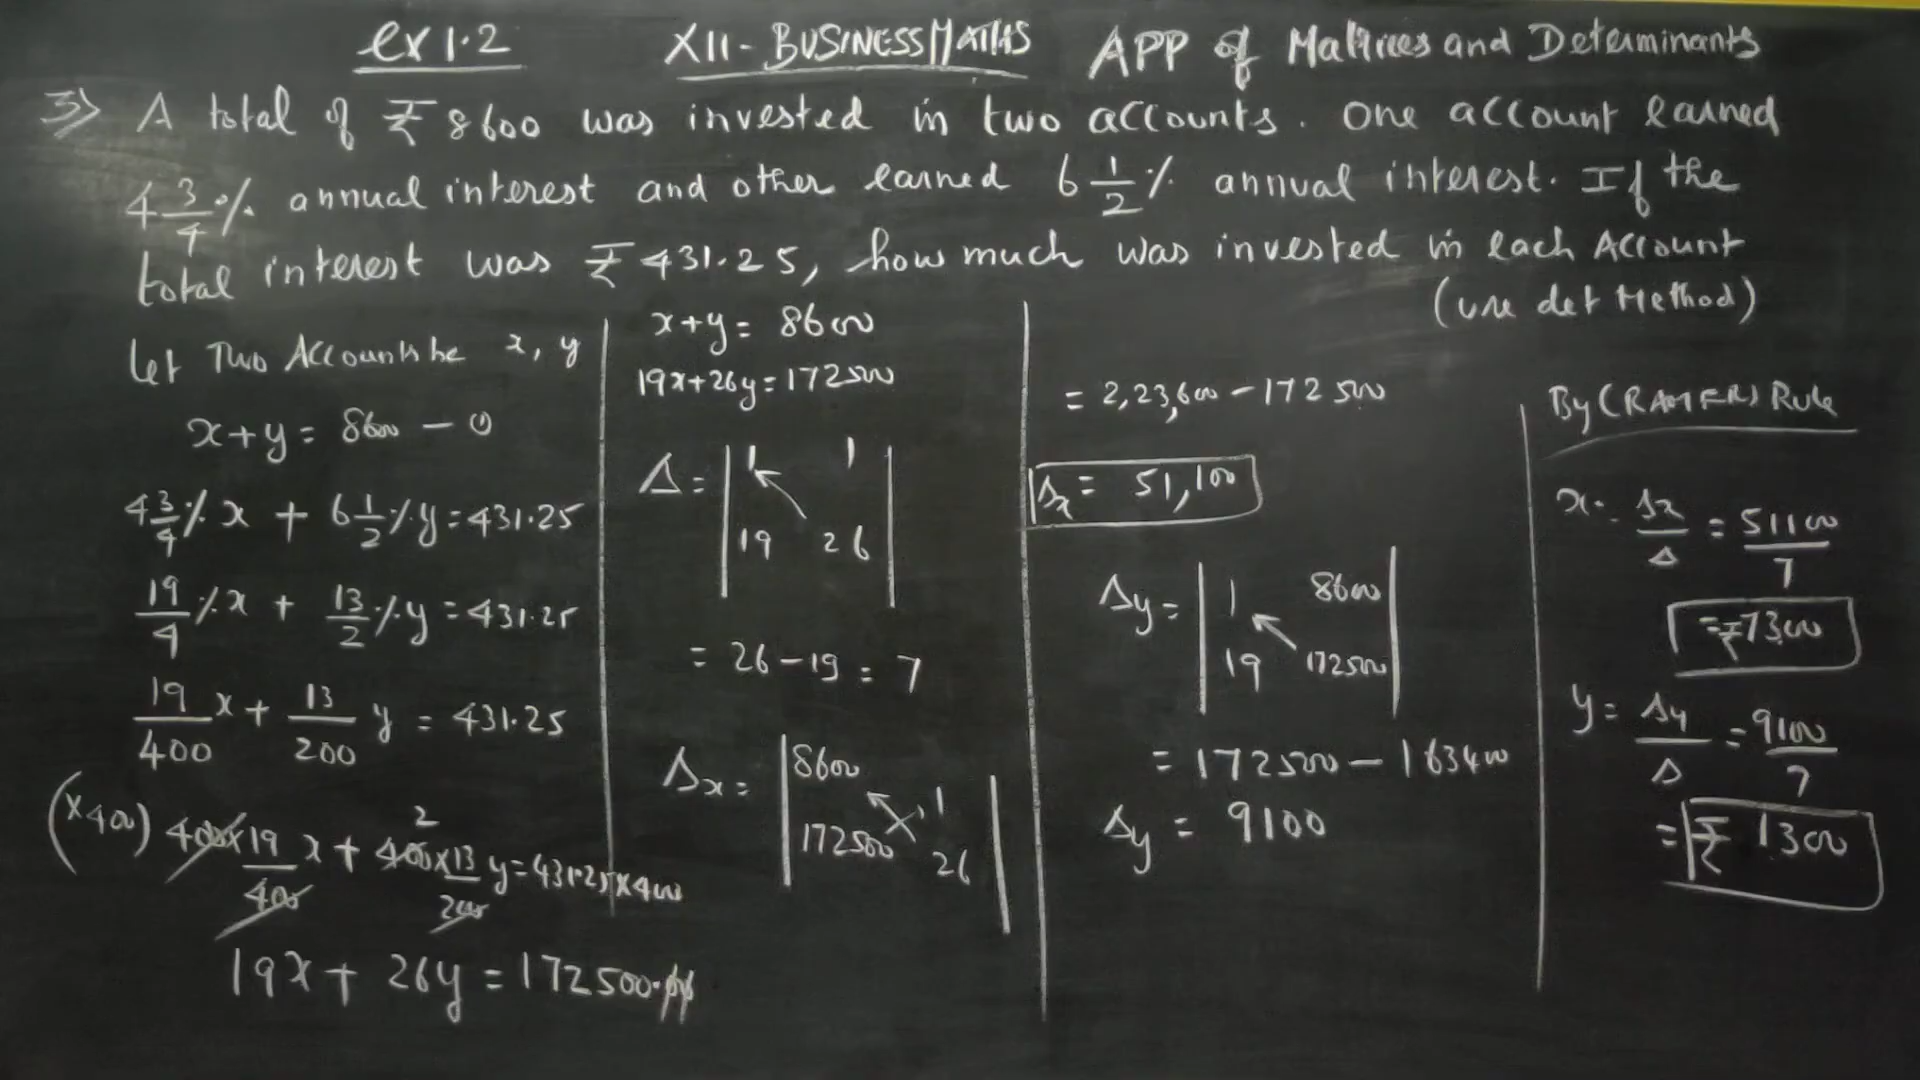 ex 1.2 XII - BUSINESS MATHS APP of Matrices and Determinants
3) A total of ₹ 8600 was invested in two accounts. One account earned
4 3/4 % annual interest and other earned 6 1/2 % annual interest. If the
total interest was ₹ 431.25, how much was invested in each Account
(use det Method)
Let Two Accounts be x, y
x+y = 8600 - ①
4 3/4 % x + 6 1/2 % y = 431.25
19/4 % x + 13/2 % y = 431.25
19/400 x + 13/200 y = 431.25
(×400) 400×19/400 x + 400×13/200 y = 431.25×400
2
19x + 26y = 172500
x+y = 8600
19x+26y = 172500
Δ = | 1 1 |
| 19 26 |
= 26 - 19 = 7
Δx = | 8600 1 |
| 172500 26 |
= 2,23,600 - 172500
Δx = 51,100
Δy = | 1 8600 |
| 19 172500 |
= 172500 - 163400
Δy = 9100
By CRAMERS Rule
x = Δx/Δ = 51100/7
= ₹7300
y = Δy/Δ = 9100/7
= ₹ 1300